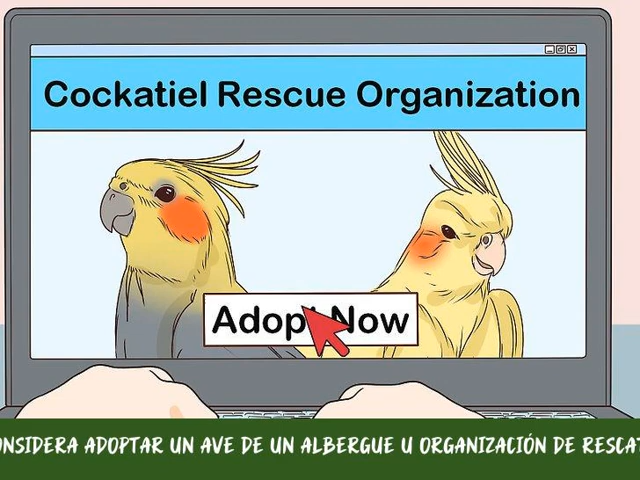 Cockatiel Rescue Organization
Adopt Now
ONSIDERA ADOPTAR UN AVE DE UN ALBERGUE U ORGANIZACIÓN DE RESCAT